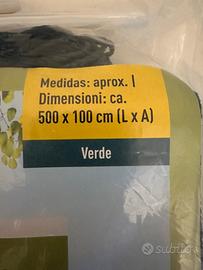 Medidas: aprox. |
Dimensioni: ca.
500 x 100 cm (L x A)
Verde
subito